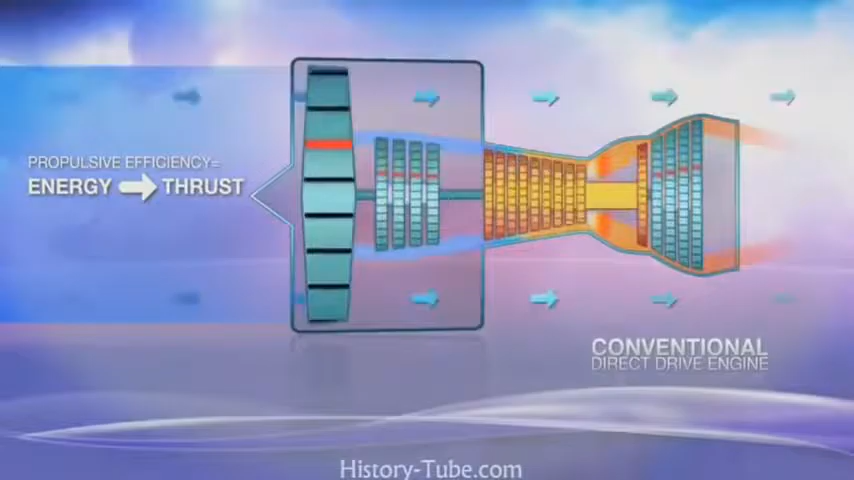 PROPULSIVE EFFICIENCY=
ENERGY THRUST
CONVENTIONAL
DIRECT DRIVE ENGINE
History-Tube.com